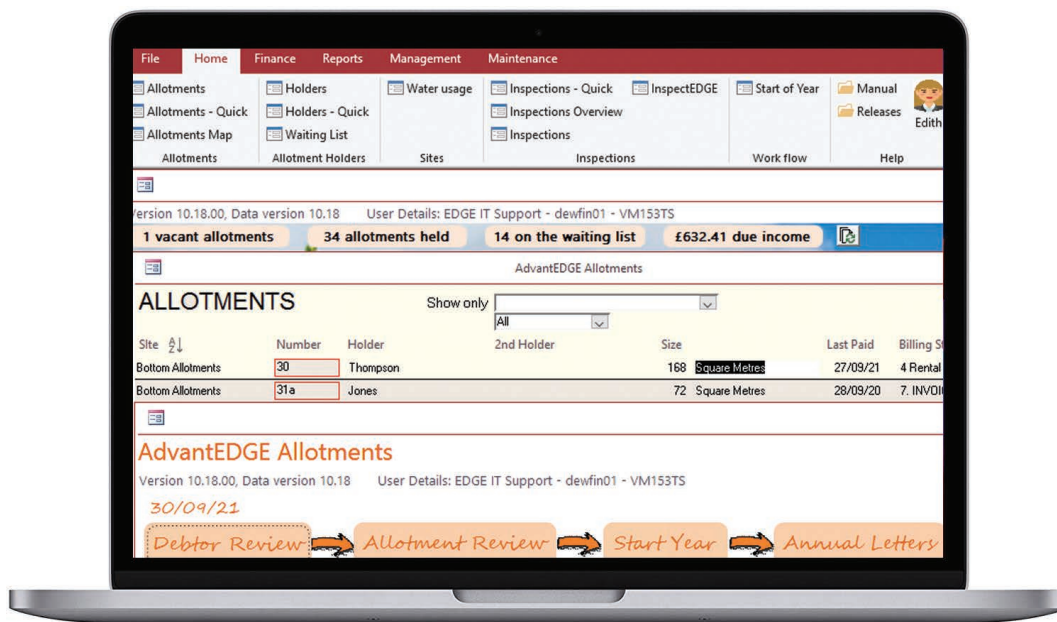 File Home Finance Reports Management Maintenance
Allotments Holders Water usage Inspections - Quick InspectEDGE Start of Year Manual
Allotments - Quick Holders - Quick Inspections Overview Releases
Allotments Map Waiting List Inspections Edith
Allotments Allotment Holders Sites Inspections Work flow Help
Version 10.18.00, Data version 10.18 User Details: EDGE IT Support - dewfin01 - VM153TS
1 vacant allotments 34 allotments held 14 on the waiting list £632.41 due income
AdvantEDGE Allotments
ALLOTMENTS Show only
All
Site Number Holder 2nd Holder Size Last Paid Billing St
Bottom Allotments 30 Thompson 168 Square Metres 27/09/21 4 Rental
Bottom Allotments 31a Jones 72 Square Metres 28/09/20 7. INVOI
AdvantEDGE Allotments
Version 10.18.00, Data version 10.18 User Details: EDGE IT Support - dewfin01 - VM153TS
30/09/21
Debtor Review Allotment Review Start Year Annual Letters